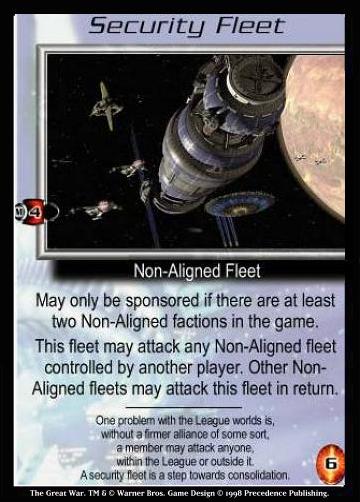 Security Fleet
M 4
Non-Aligned Fleet
May only be sponsored if there are at least
two Non-Aligned factions in the game.
This fleet may attack any Non-Aligned fleet
controlled by another player. Other Non-
Aligned fleets may attack this fleet in return.
One problem with the League worlds is,
without a firmer alliance of some sort,
a member may attack anyone,
within the League or outside it.
A security fleet is a step towards consolidation.
6
The Great War. TM & © Warner Bros. Game Design © 1998 Precedence Publishing.